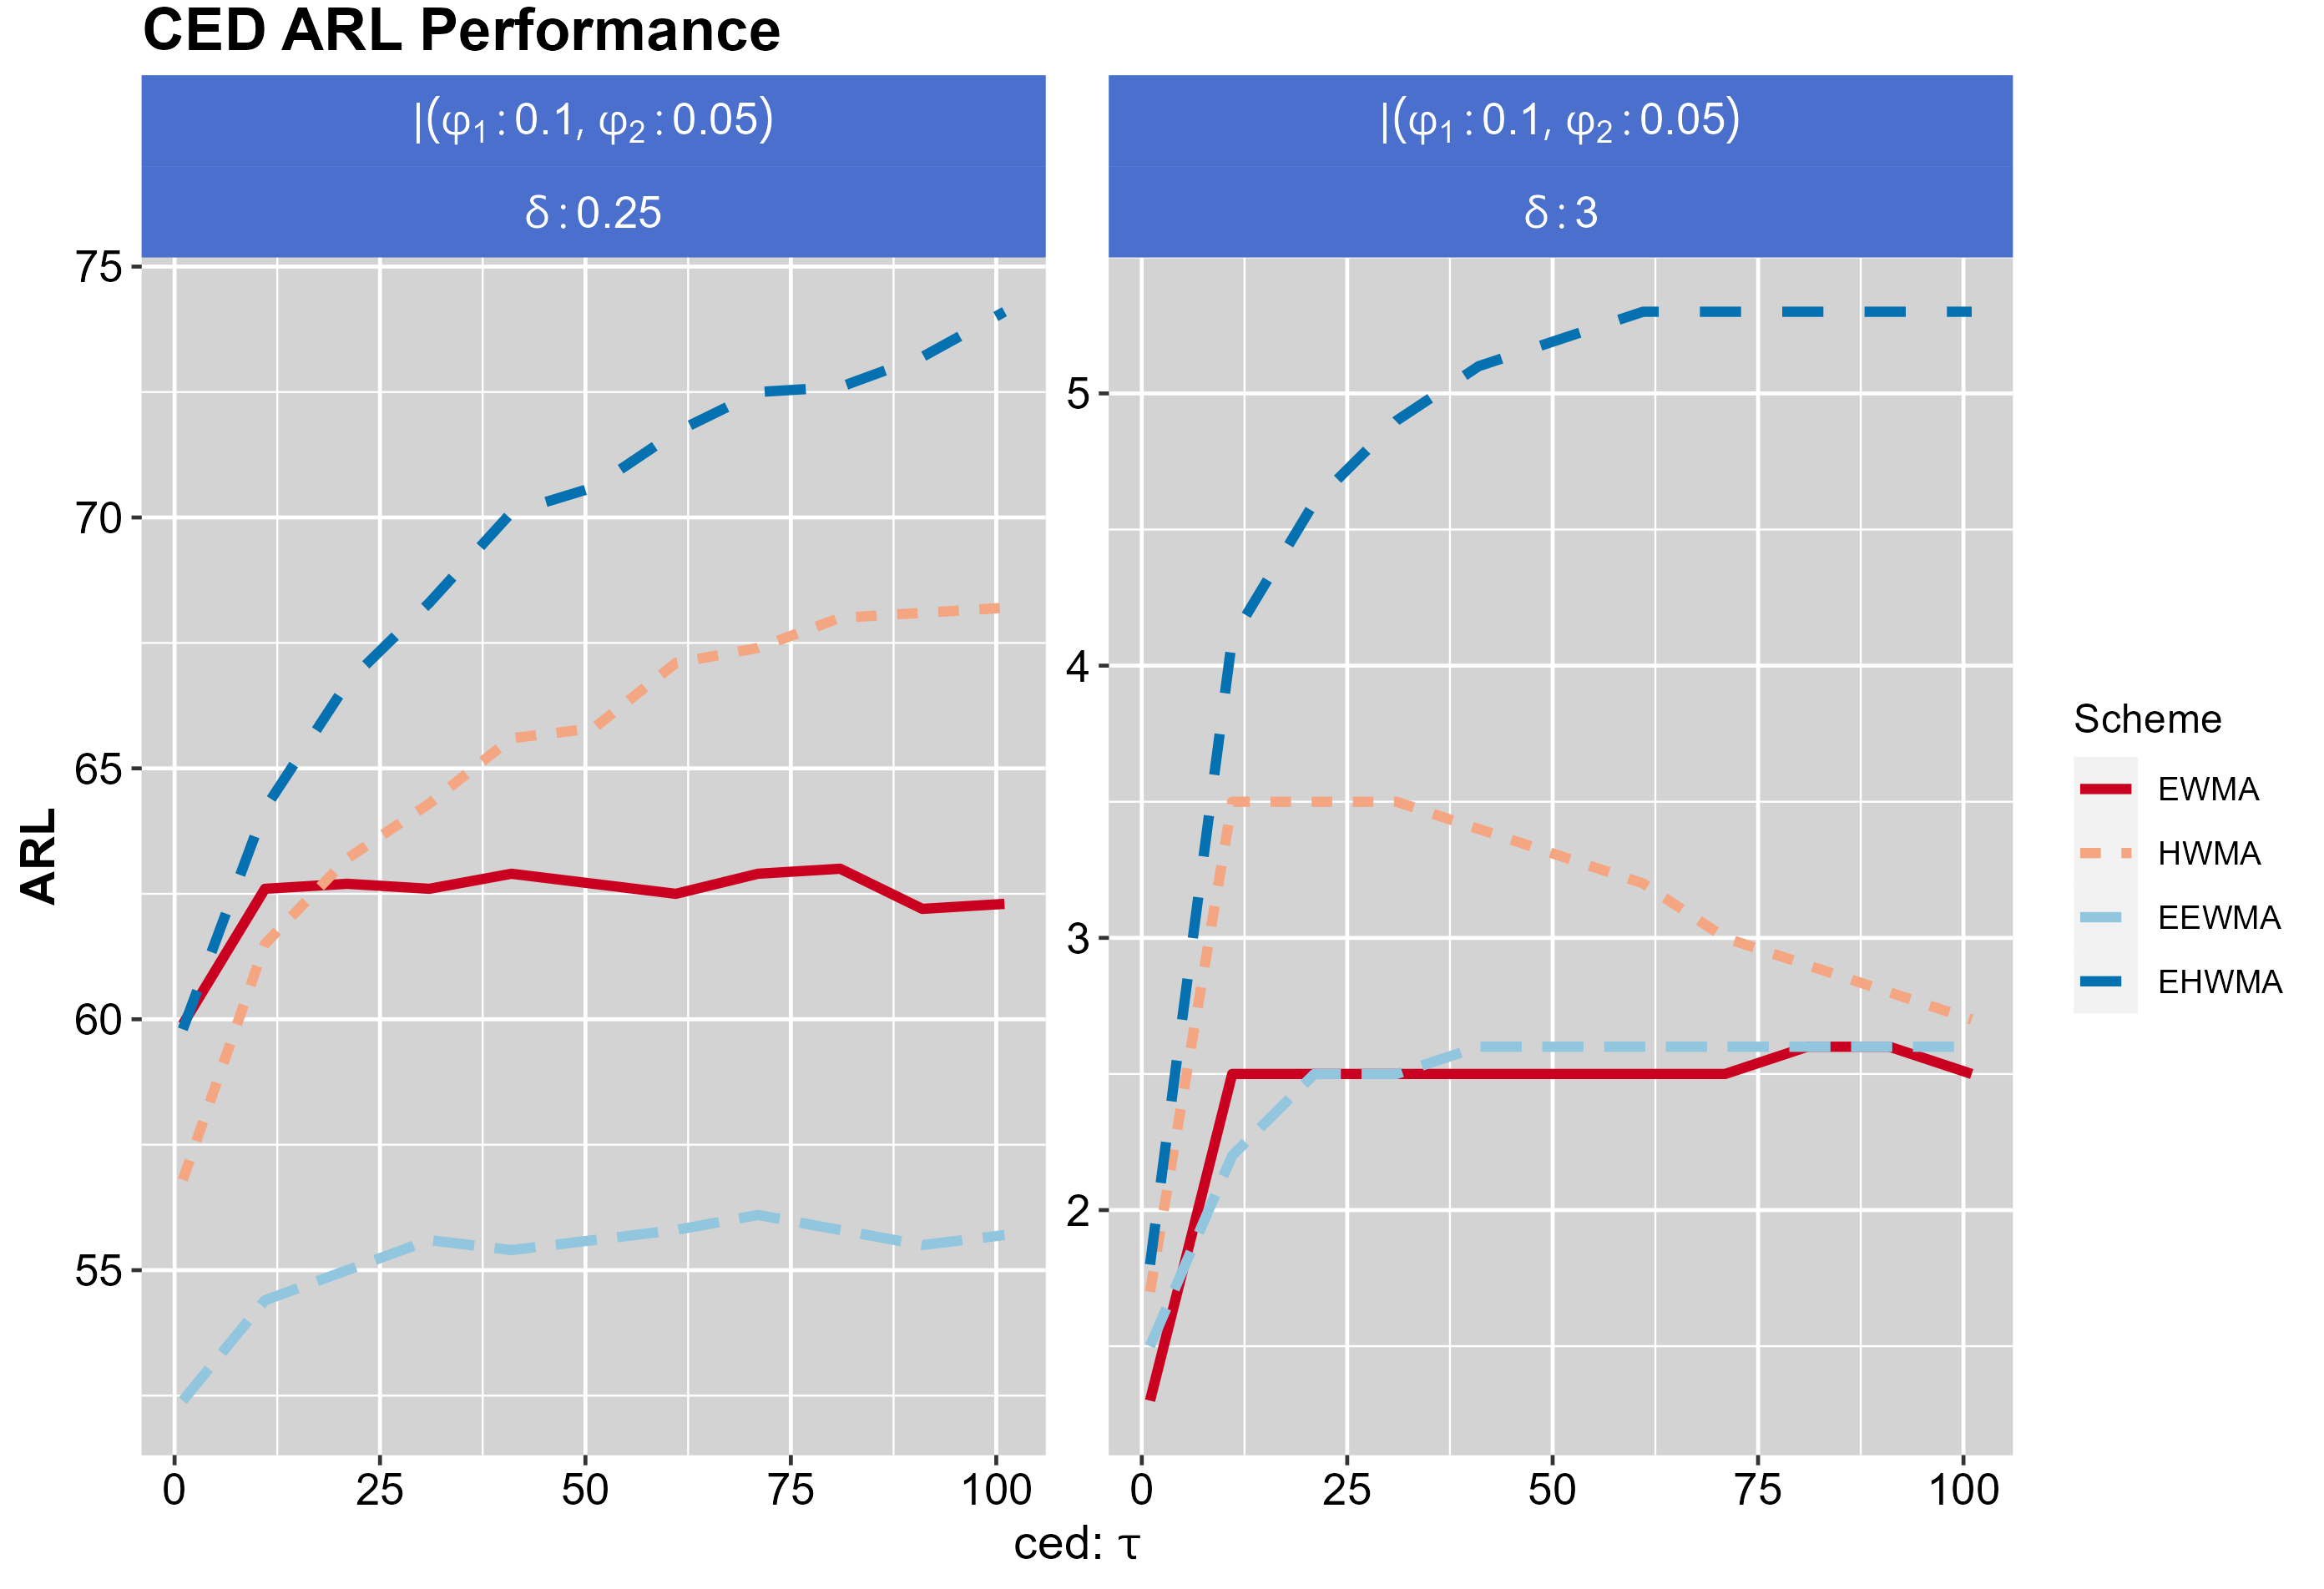 CED ARL Performance
|(φ₁ : 0.1, φ₂ : 0.05)
δ : 0.25
|(φ₁ : 0.1, φ₂ : 0.05)
δ : 3
ARL
75
70
65
60
55
5
4
3
2
0 25 50 75 100
0 25 50 75 100
ced: τ
Scheme
EWMA
HWMA
EEWMA
EHWMA